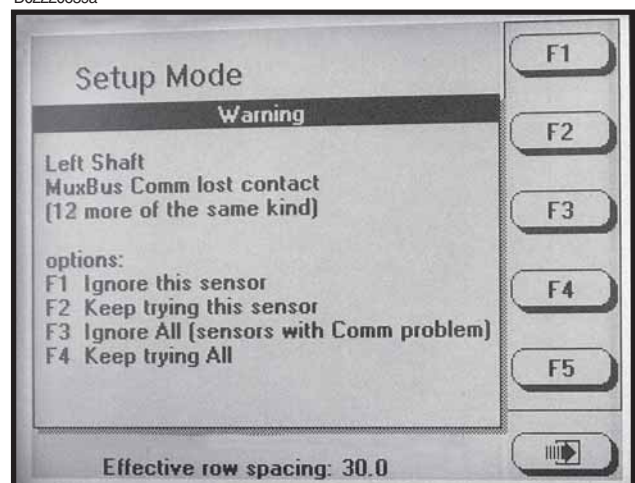 Setup Mode
F1
Warning
F2
Left Shaft
MuxBus Comm lost contact
(12 more of the same kind)
F3
options:
F1 Ignore this sensor
F4
F2 Keep trying this sensor
F3 Ignore All (sensors with Comm problem)
F4 Keep trying All
F5
Effective row spacing: 30.0